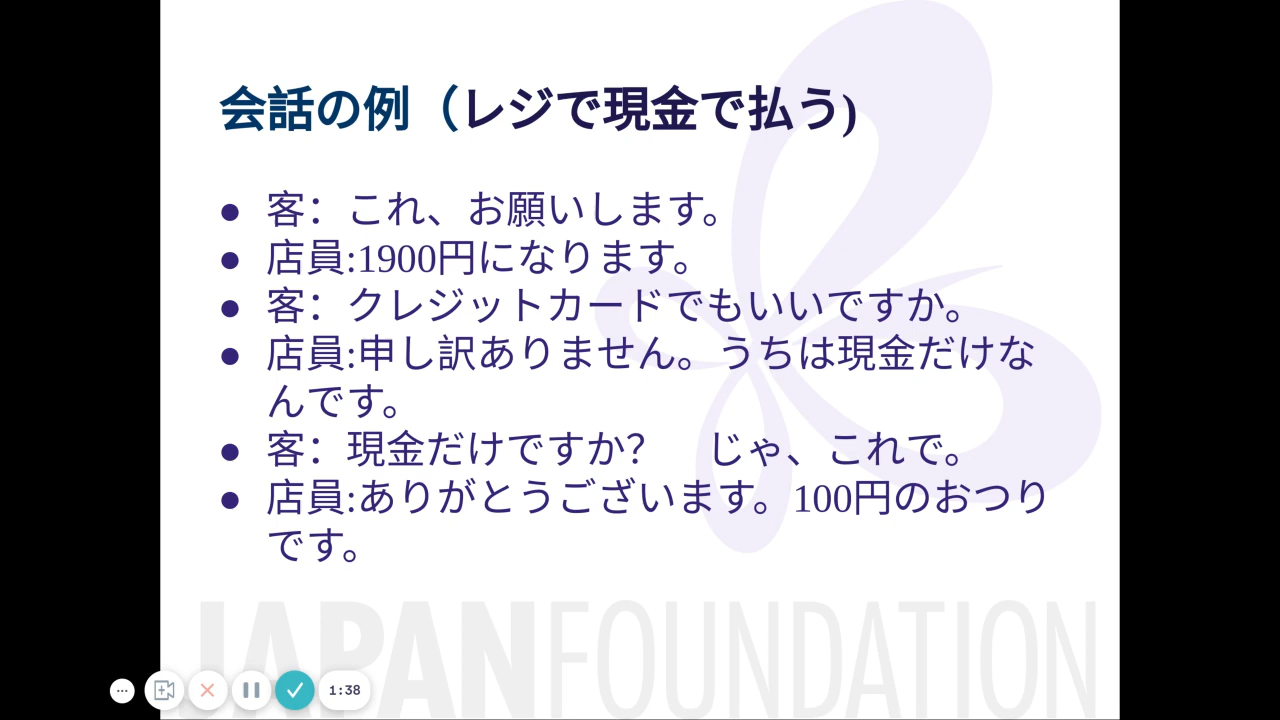 会話の例（レジで現金で払う)
● 客：これ、お願いします。
● 店員:1900円になります。
● 客：クレジットカードでもいいですか。
● 店員:申し訳ありません。うちは現金だけな
んです。
● 客：現金だけですか?　じゃ、これで。
● 店員:ありがとうございます。100円のおつり
です。
JAPANFOUNDATION
1:38